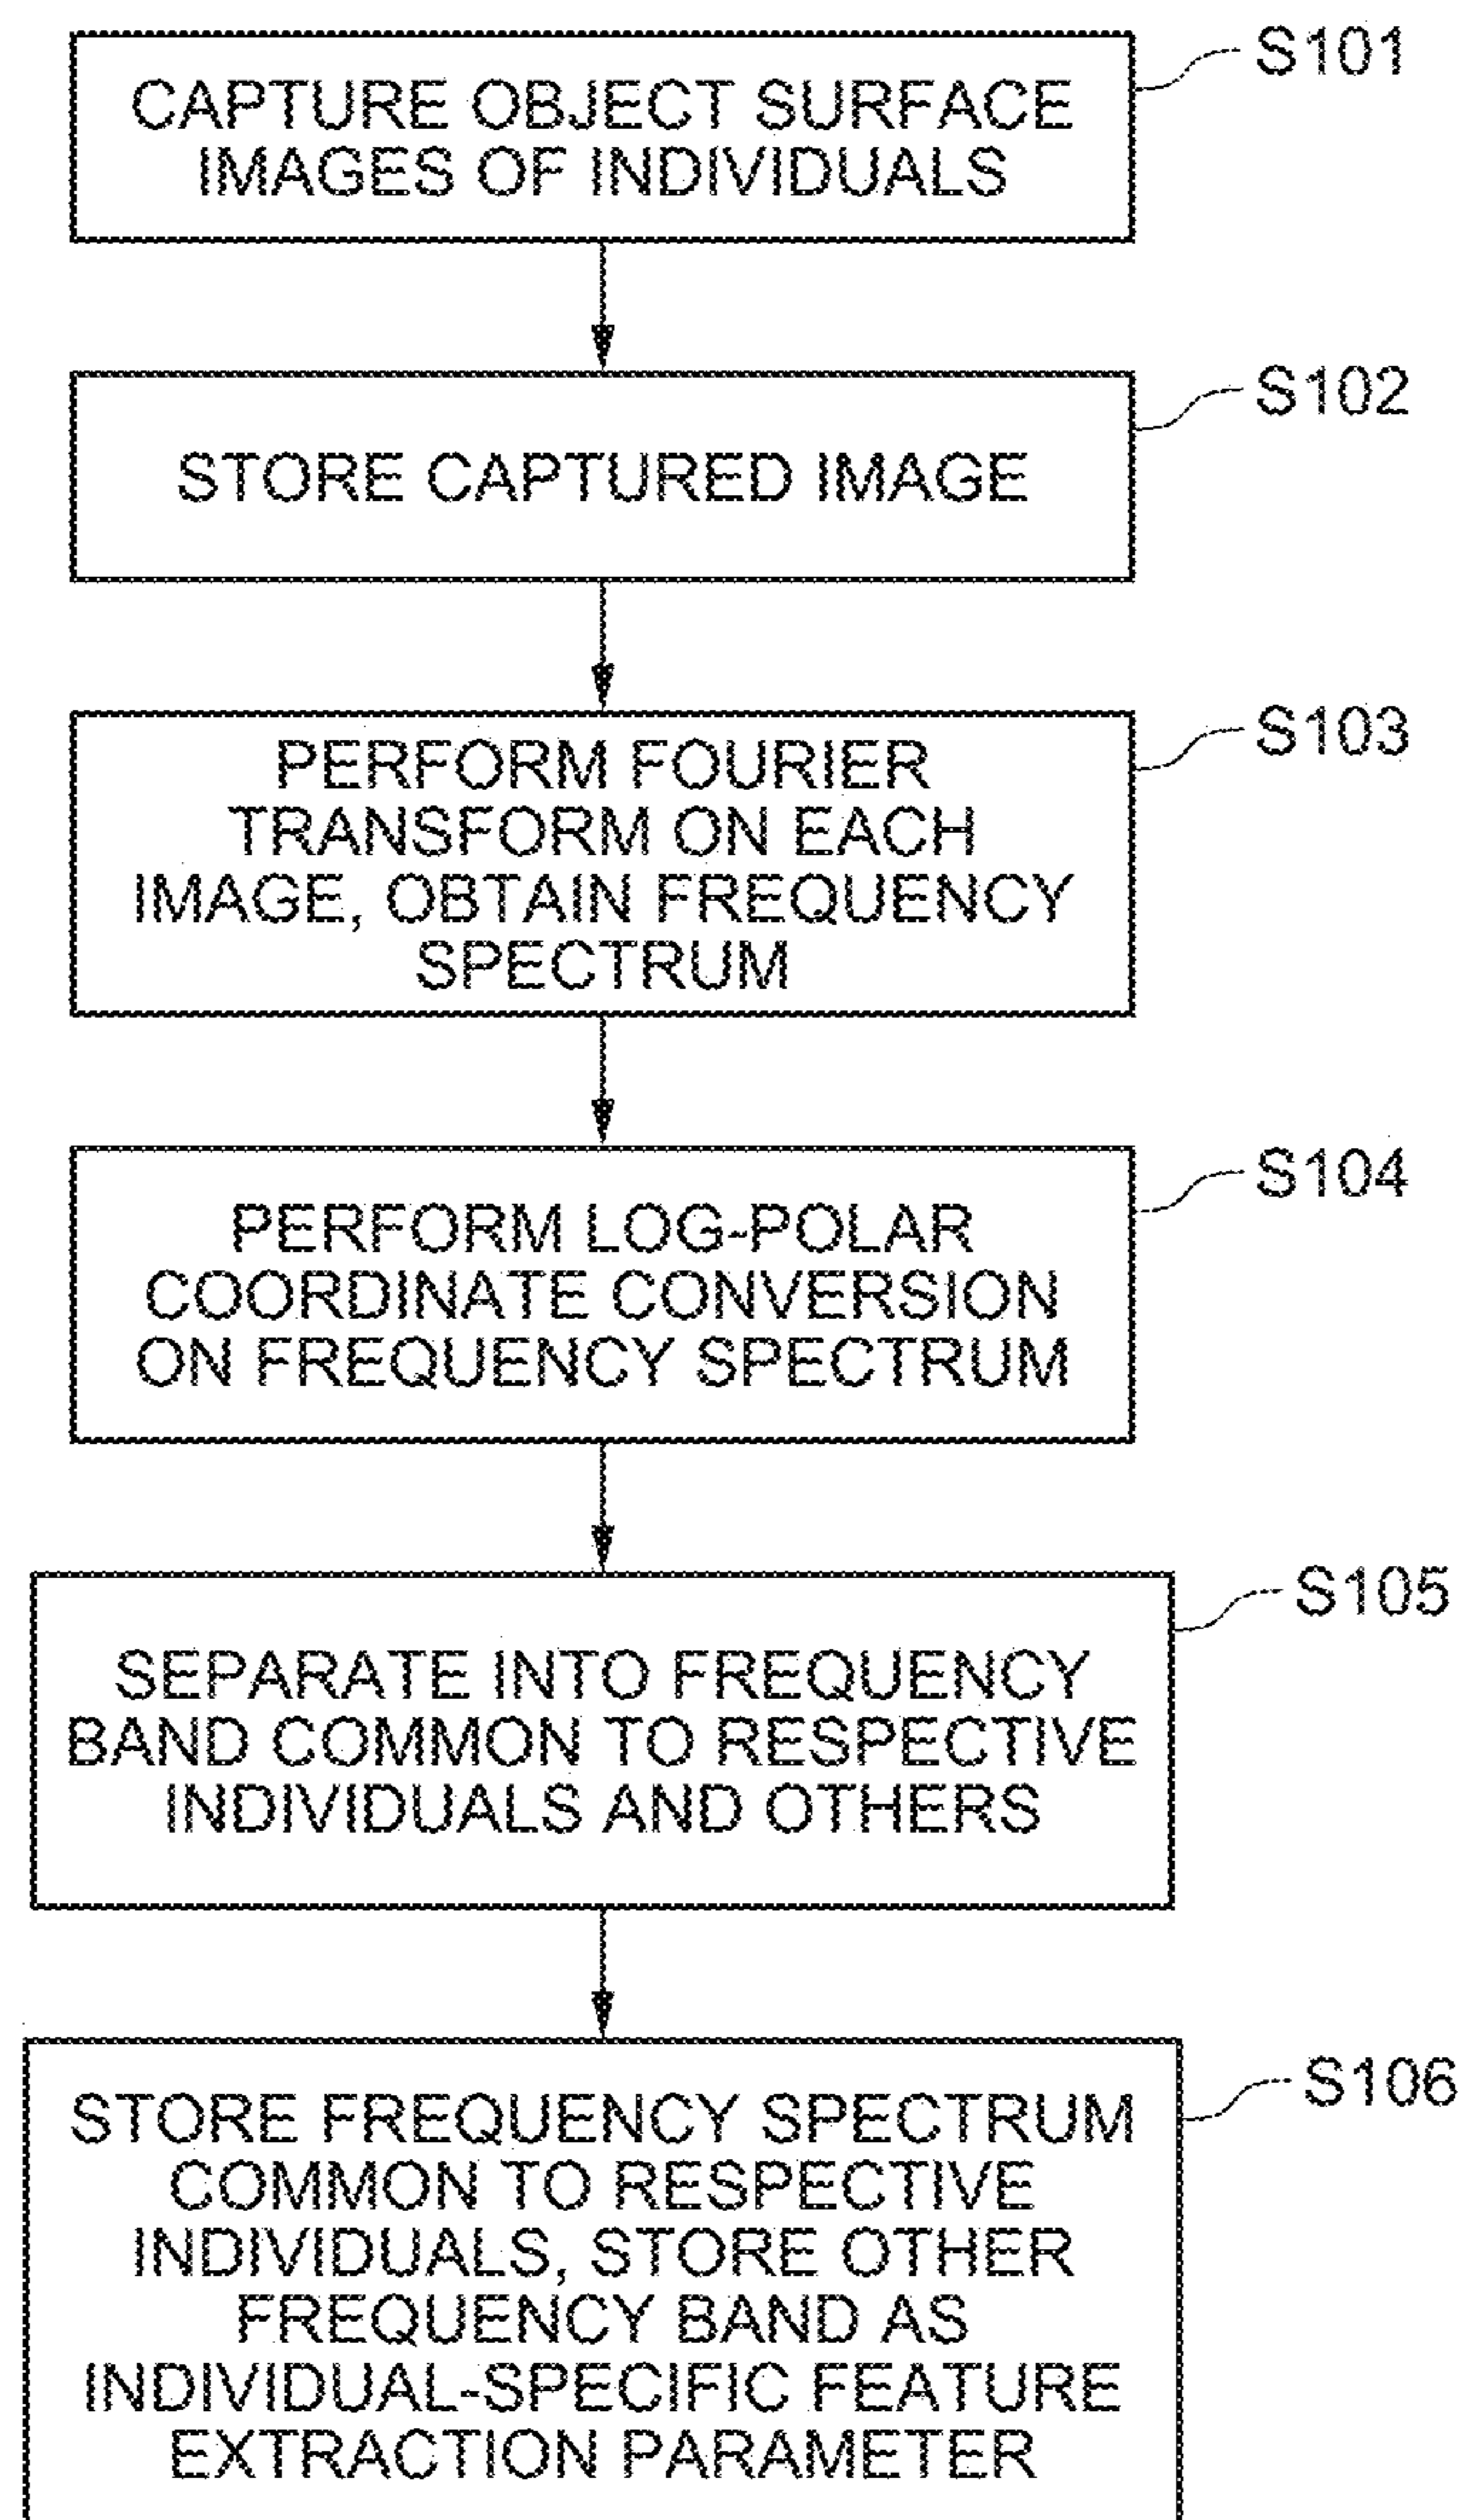 S101
CAPTURE OBJECT SURFACE
IMAGES OF INDIVIDUALS
S102
STORE CAPTURED IMAGE
S103
PERFORM FOURIER
TRANSFORM ON EACH
IMAGE, OBTAIN FREQUENCY
SPECTRUM
S104
PERFORM LOG-POLAR
COORDINATE CONVERSION
ON FREQUENCY SPECTRUM
S105
SEPARATE INTO FREQUENCY
BAND COMMON TO RESPECTIVE
INDIVIDUALS AND OTHERS
S106
STORE FREQUENCY SPECTRUM
COMMON TO RESPECTIVE
INDIVIDUALS, STORE OTHER
FREQUENCY BAND AS
INDIVIDUAL-SPECIFIC FEATURE
EXTRACTION PARAMETER